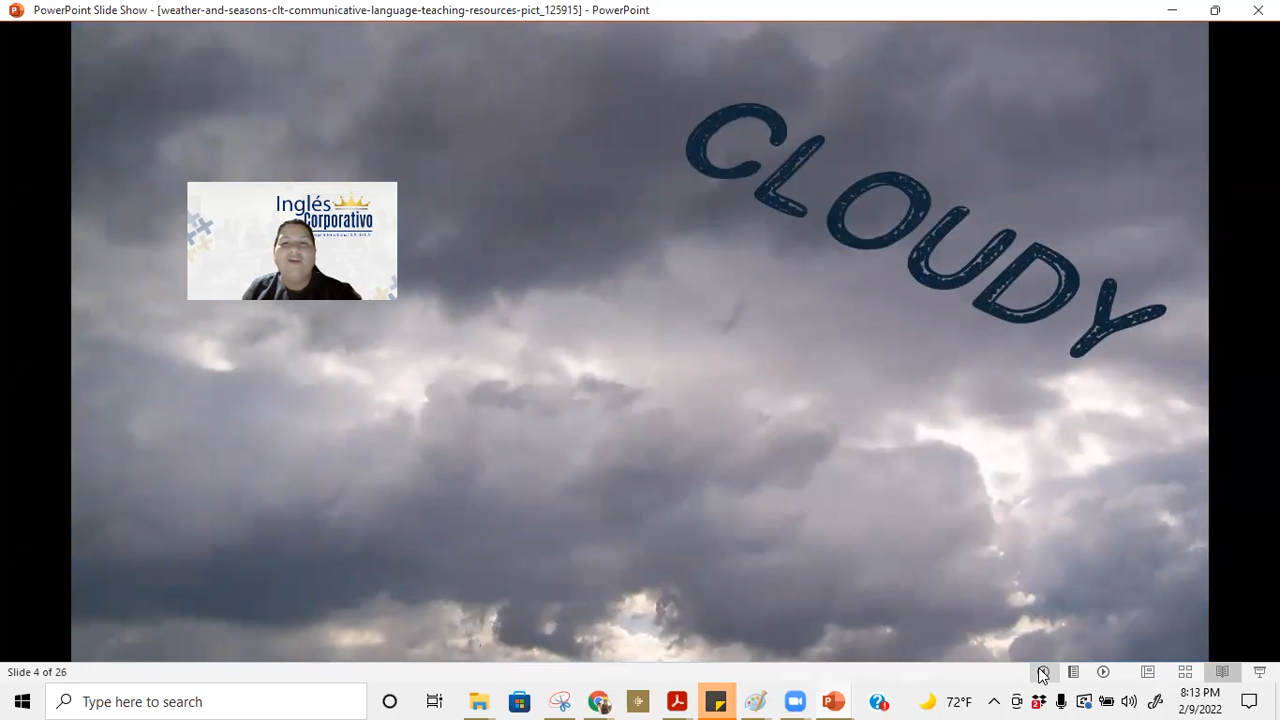 PowerPoint Slide Show - [weather-and-seasons-clt-communicative-language-teaching-resources-pict_125915] - PowerPoint
CLOUDY
Inglés
Corporativo
Slide 4 of 26
Type here to search
72°F
8:13 PM
2/9/2022